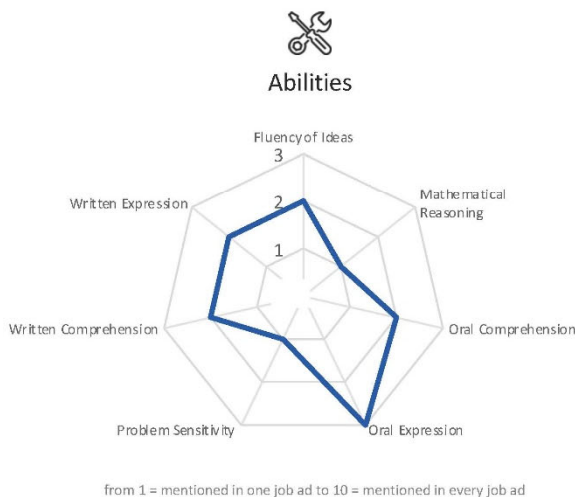 Abilities
Fluency of Ideas
3
2
1
Written Expression
Mathematical
Reasoning
Written Comprehension
Oral Comprehension
Problem Sensitivity
Oral Expression
from 1 = mentioned in one job ad to 10 = mentioned in every job ad